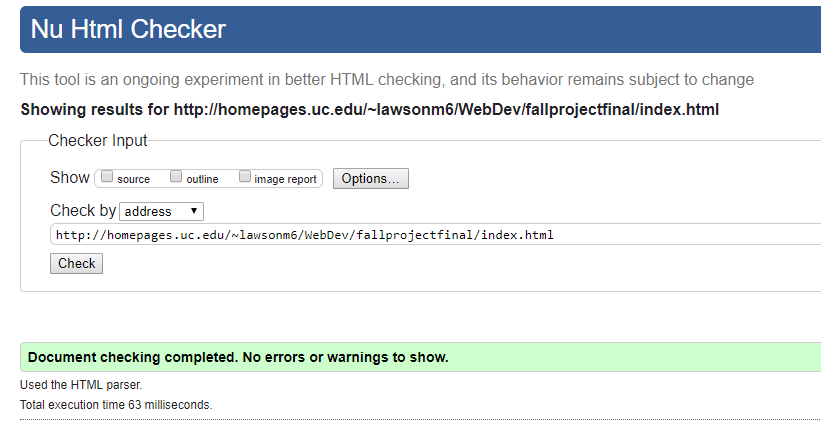 Nu Html Checker
This tool is an ongoing experiment in better HTML checking, and its behavior remains subject to change
Showing results for http://homepages.uc.edu/~lawsonm6/WebDev/fallprojectfinal/index.html
Checker Input
Show source outline image report Options...
Check by address
http://homepages.uc.edu/~lawsonm6/WebDev/fallprojectfinal/index.html
Check
Document checking completed. No errors or warnings to show.
Used the HTML parser.
Total execution time 63 milliseconds.